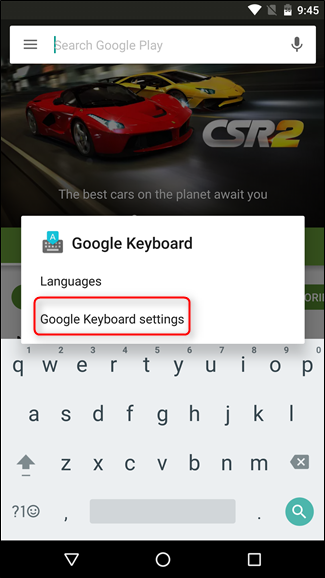 9:45
Search Google Play
CSR2
The best cars on the planet await you
A
Google Keyboard
Languages
Google Keyboard settings
1 2 3 4 5 6 7 8 9 0
q w e r t y u i o p
a s d f g h j k l
z x c v b n m
?1☺ , .